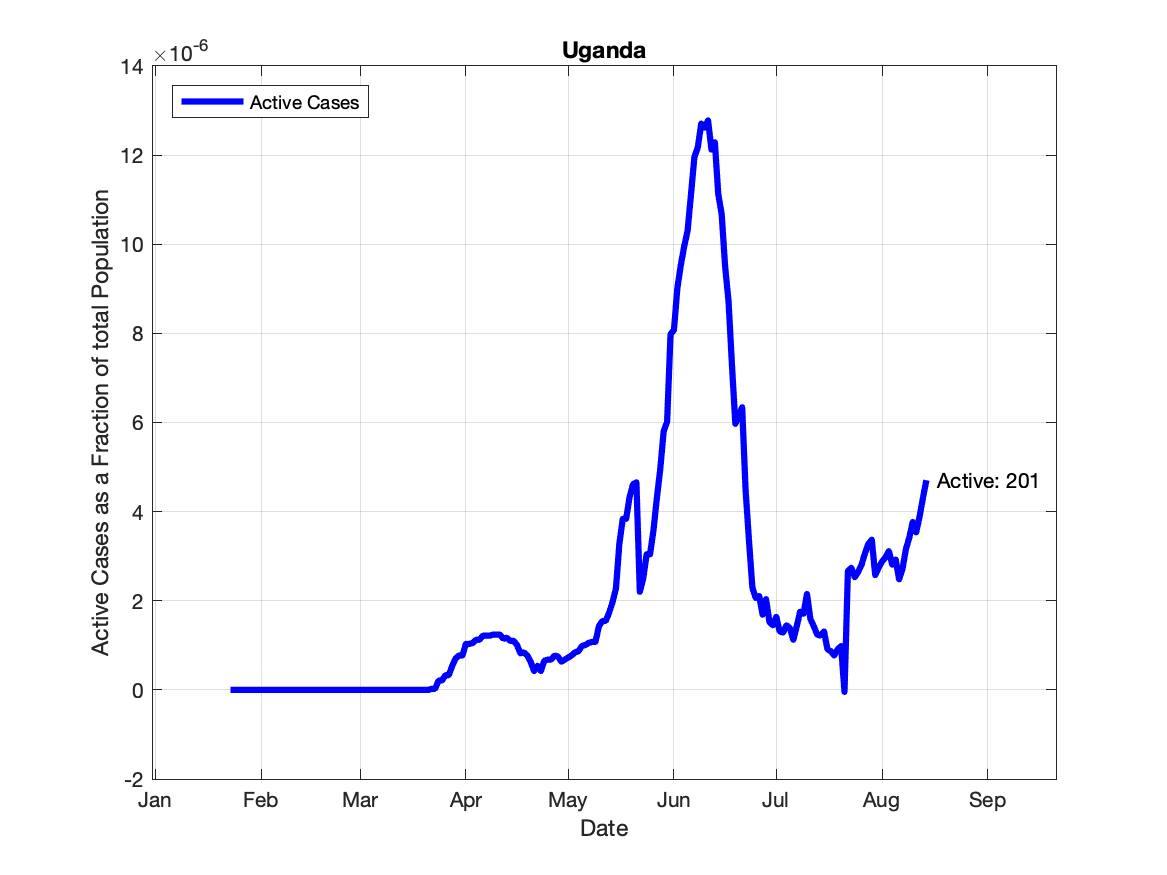 Uganda
×10-6
14
12
10
8
6
4
2
0
-2
Active Cases as a Fraction of total Population
Active Cases
Active: 201
Jan Feb Mar Apr May Jun Jul Aug Sep
Date